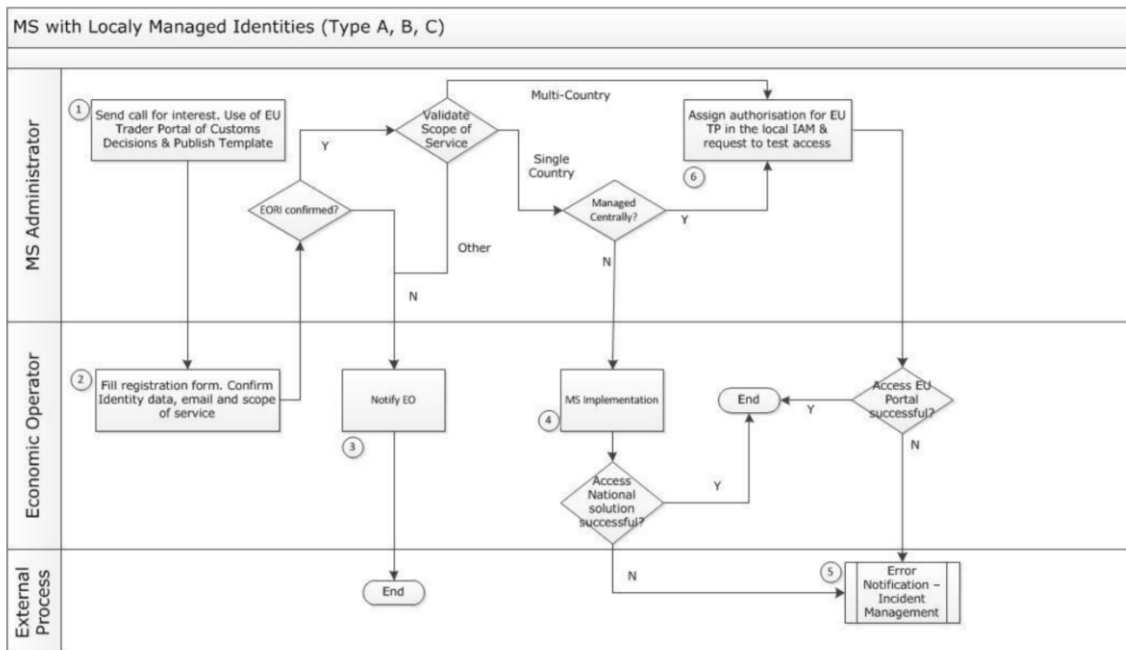 MS with Localy Managed Identities (Type A, B, C)
MS Administrator
1
Send call for interest. Use of EU
Trader Portal of Customs
Decisions & Publish Template
Y
EORI confirmed?
Validate
Scope of
Service
Multi-Country
Single
Country
Other
N
Managed
Centrally?
Y
N
Assign authorisation for EU
TP in the local IAM &
request to test access
6
Economic Operator
2
Fill registration form. Confirm
Identity data, email and scope
of service
Notify EO
3
MS Implementation
4
Access
National
solution
successful?
Y
End
Y
Access EU
Portal
successful?
N
External
Process
End
N
5
Error
Notification –
Incident
Management